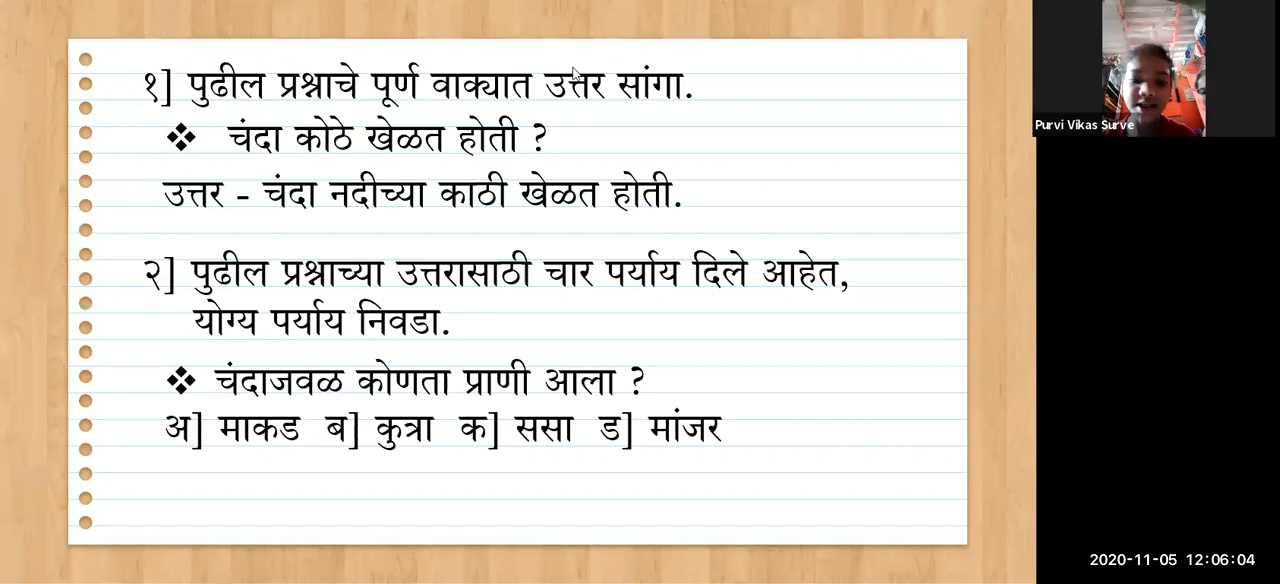 १] पुढील प्रश्नाचे पूर्ण वाक्यात उत्तर सांगा.
❖ चंदा कोठे खेळत होती ?
उत्तर - चंदा नदीच्या काठी खेळत होती.
२] पुढील प्रश्नाच्या उत्तरासाठी चार पर्याय दिले आहेत,
योग्य पर्याय निवडा.
❖ चंदाजवळ कोणता प्राणी आला ?
अ] माकड ब] कुत्रा क] ससा ड] मांजर
Purvi Vikas Surve
2020-11-05 12:06:04